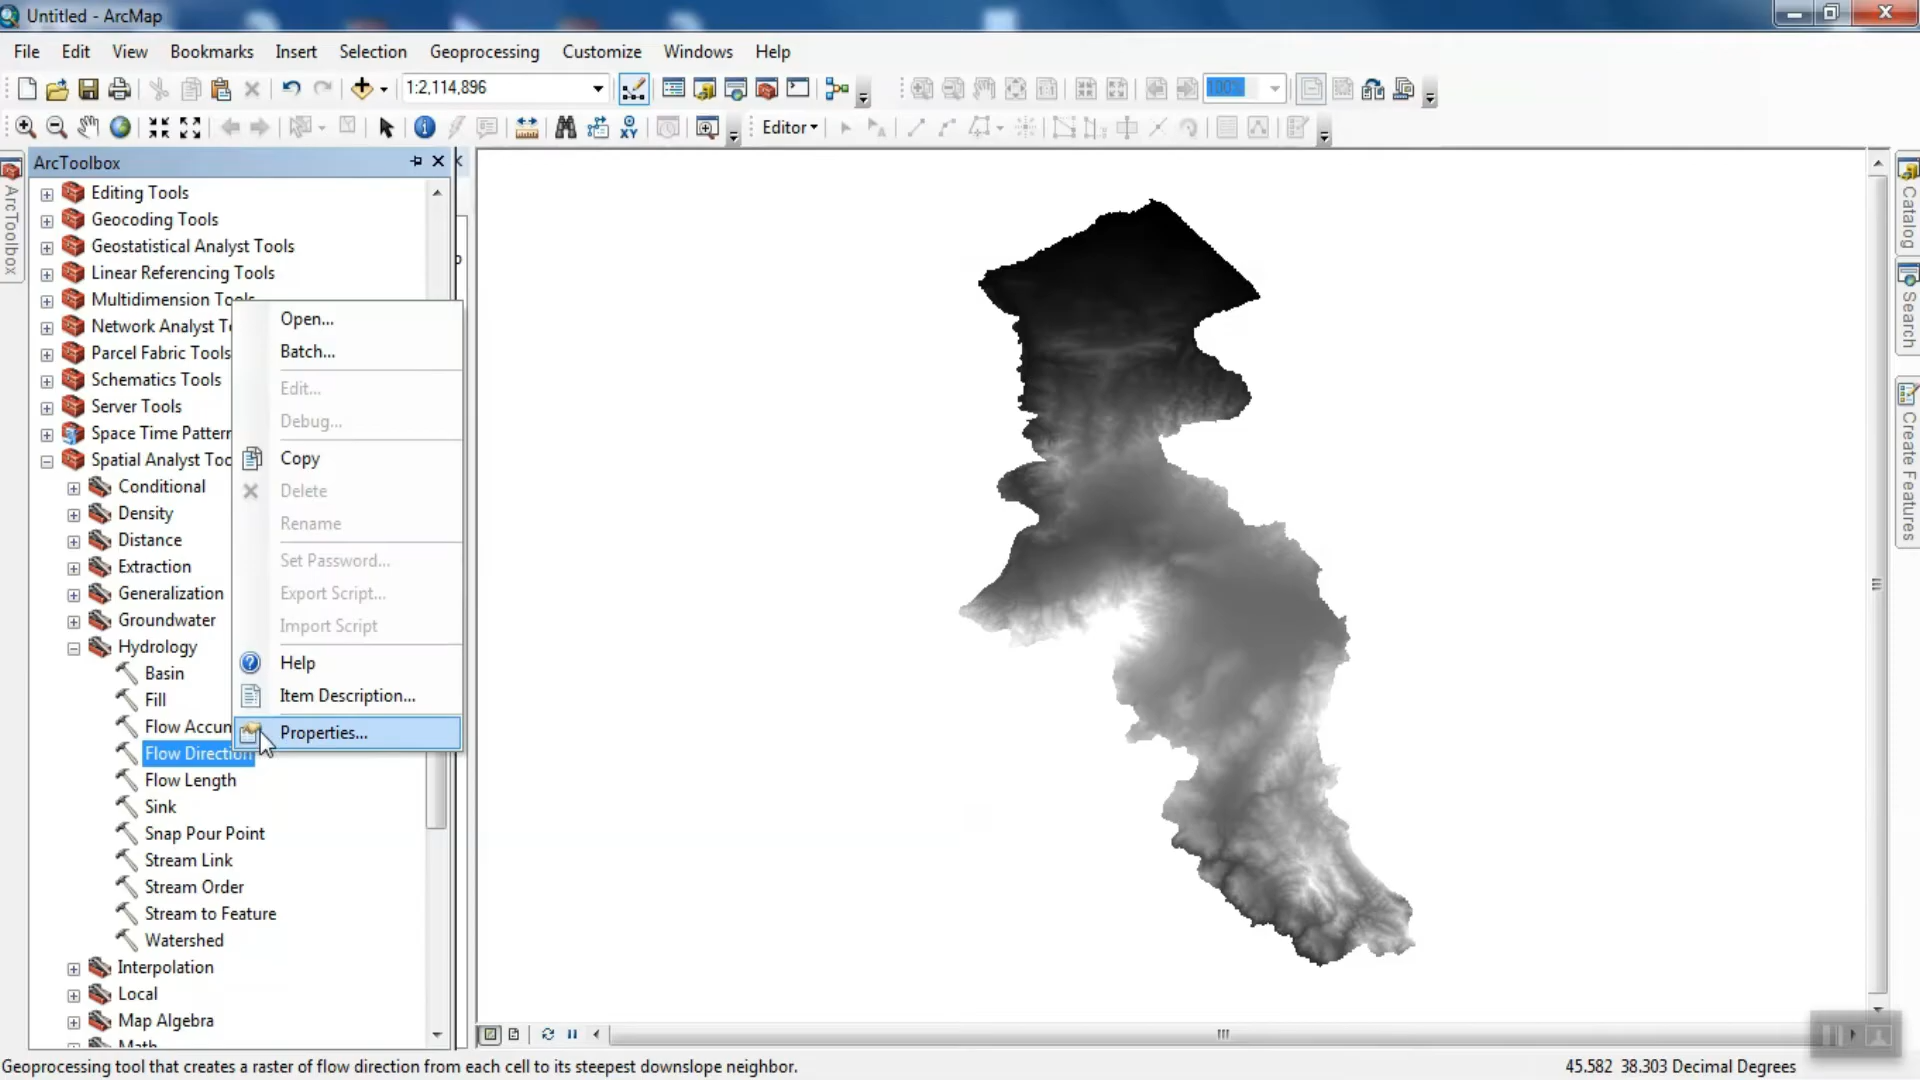 Untitled - ArcMap
File Edit View Bookmarks Insert Selection Geoprocessing Customize Windows Help
1:2,114,896
100%
XY
Editor
ArcToolbox
ArcToolbox
Editing Tools
Geocoding Tools
Geostatistical Analyst Tools
Linear Referencing Tools
Multidimension Tools
Network Analyst To
Parcel Fabric Tools
Schematics Tools
Server Tools
Space Time Pattern
Spatial Analyst Too
Conditional
Density
Distance
Extraction
Generalization
Groundwater
Hydrology
Basin
Fill
Flow Accum
Flow Direction
Flow Length
Sink
Snap Pour Point
Stream Link
Stream Order
Stream to Feature
Watershed
Interpolation
Local
Map Algebra
Math
Open...
Batch...
Edit...
Debug...
Copy
Delete
Rename
Set Password...
Export Script...
Import Script
Help
Item Description...
Properties...
Catalog
Search
Create Features
Geoprocessing tool that creates a raster of flow direction from each cell to its steepest downslope neighbor.
45.582 38.303 Decimal Degrees